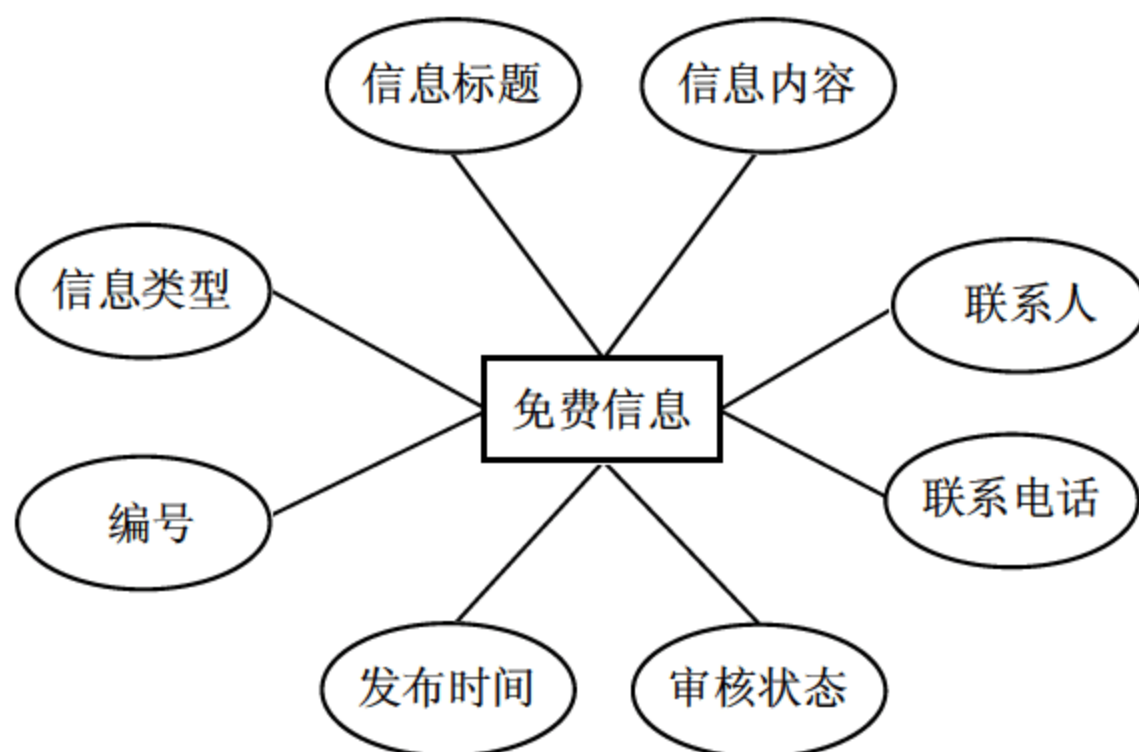 信息标题
信息内容
信息类型
联系人
免费信息
编号
联系电话
发布时间
审核状态